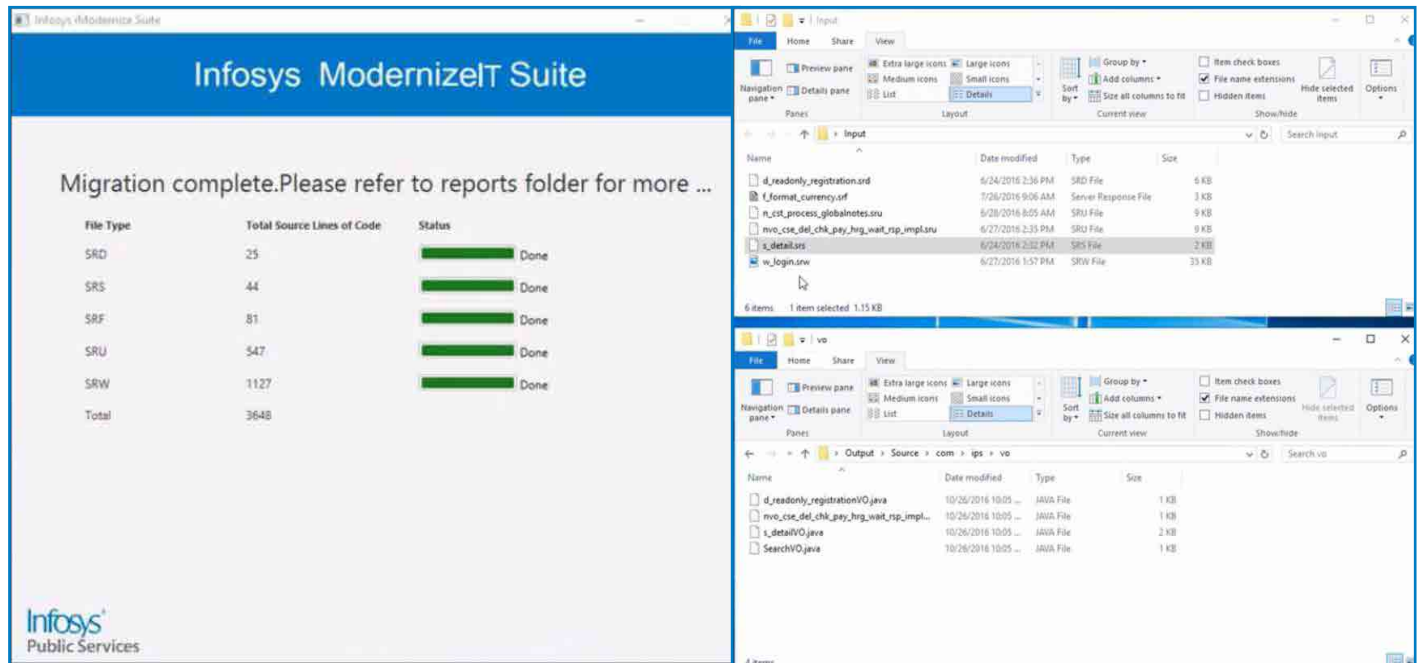 Infosys iModernize Suite
Infosys ModernizeIT Suite
Migration complete.Please refer to reports folder for more ...
File Type Total Source Lines of Code Status
SRD 25 Done
SRS 44 Done
SRF 81 Done
SRU 547 Done
SRW 1127 Done
Total 3648
Infosys
Public Services
Input
File Home Share View
Navigation pane
Preview pane
Details pane
Extra large icons Large icons
Medium icons Small icons
List Details
Sort by
Group by
Add columns
Size all columns to fit
Item check boxes
File name extensions
Hidden items
Hide selected items
Options
Panes Layout Current view Show/hide
Input
Search Input
Name Date modified Type Size
d_readonly_registration.srd 6/24/2016 2:36 PM SRD File 6 KB
f_format_currency.srf 7/26/2016 9:06 AM Server Response File 3 KB
n_cst_process_globalnotes.sru 6/28/2016 8:05 AM SRU File 9 KB
nvo_cse_del_chk_pay_hrg_wait_rsp_impl.sru 6/27/2016 2:35 PM SRU File 9 KB
s_detail.srs 6/24/2016 2:32 PM SRS File 2 KB
w_login.srw 6/27/2016 1:57 PM SRW File 33 KB
6 items 1 item selected 1.15 KB
vo
File Home Share View
Navigation pane
Preview pane
Details pane
Extra large icons Large icons
Medium icons Small icons
List Details
Sort by
Group by
Add columns
Size all columns to fit
Item check boxes
File name extensions
Hidden items
Hide selected items
Options
Panes Layout Current view Show/hide
Output › Source › com › ips › vo
Search vo
Name Date modified Type Size
d_readonly_registrationVO.java 10/26/2016 10:05 ... JAVA File 1 KB
nvo_cse_del_chk_pay_hrg_wait_rsp_impl... 10/26/2016 10:05 ... JAVA File 1 KB
s_detailVO.java 10/26/2016 10:05 ... JAVA File 2 KB
SearchVO.java 10/26/2016 10:05 ... JAVA File 1 KB
4 items